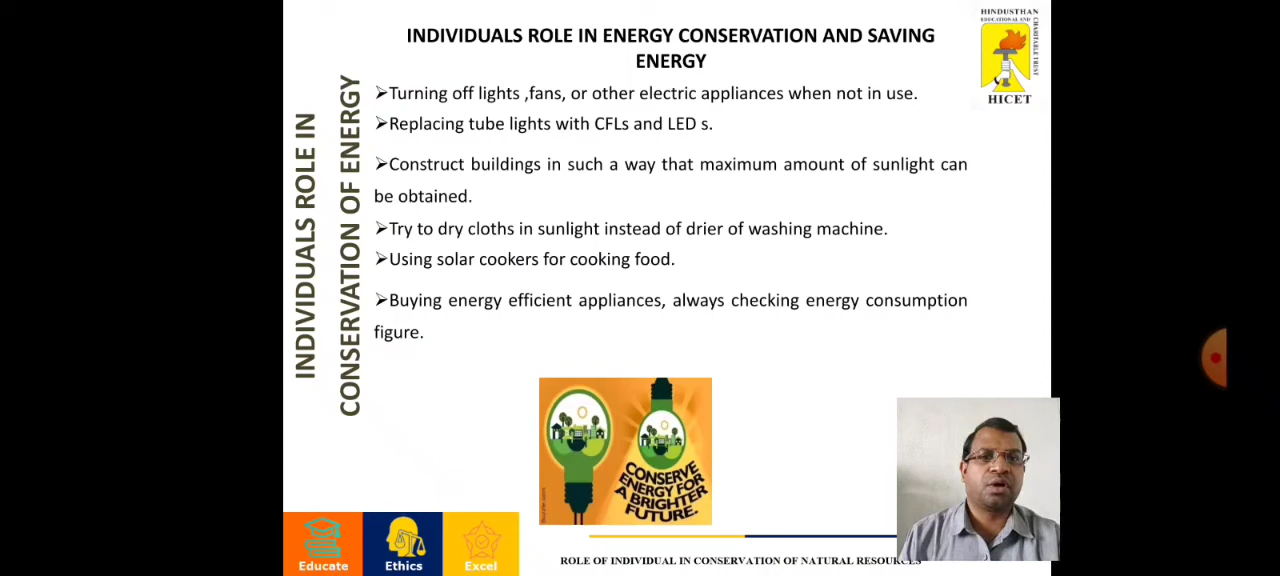 INDIVIDUALS ROLE IN ENERGY CONSERVATION AND SAVING
ENERGY
HINDUSTHAN
EDUCATIONAL AND
CHARITABLE TRUST
HICET
INDIVIDUALS ROLE IN
CONSERVATION OF ENERGY
➢Turning off lights ,fans, or other electric appliances when not in use.
➢Replacing tube lights with CFLs and LED s.
➢Construct buildings in such a way that maximum amount of sunlight can
be obtained.
➢Try to dry cloths in sunlight instead of drier of washing machine.
➢Using solar cookers for cooking food.
➢Buying energy efficient appliances, always checking energy consumption
figure.
CONSERVE
ENERGY FOR
A BRIGHTER
FUTURE.
Educate
Ethics
Excel
ROLE OF INDIVIDUAL IN CONSERVATION OF NATURAL RESOURCES